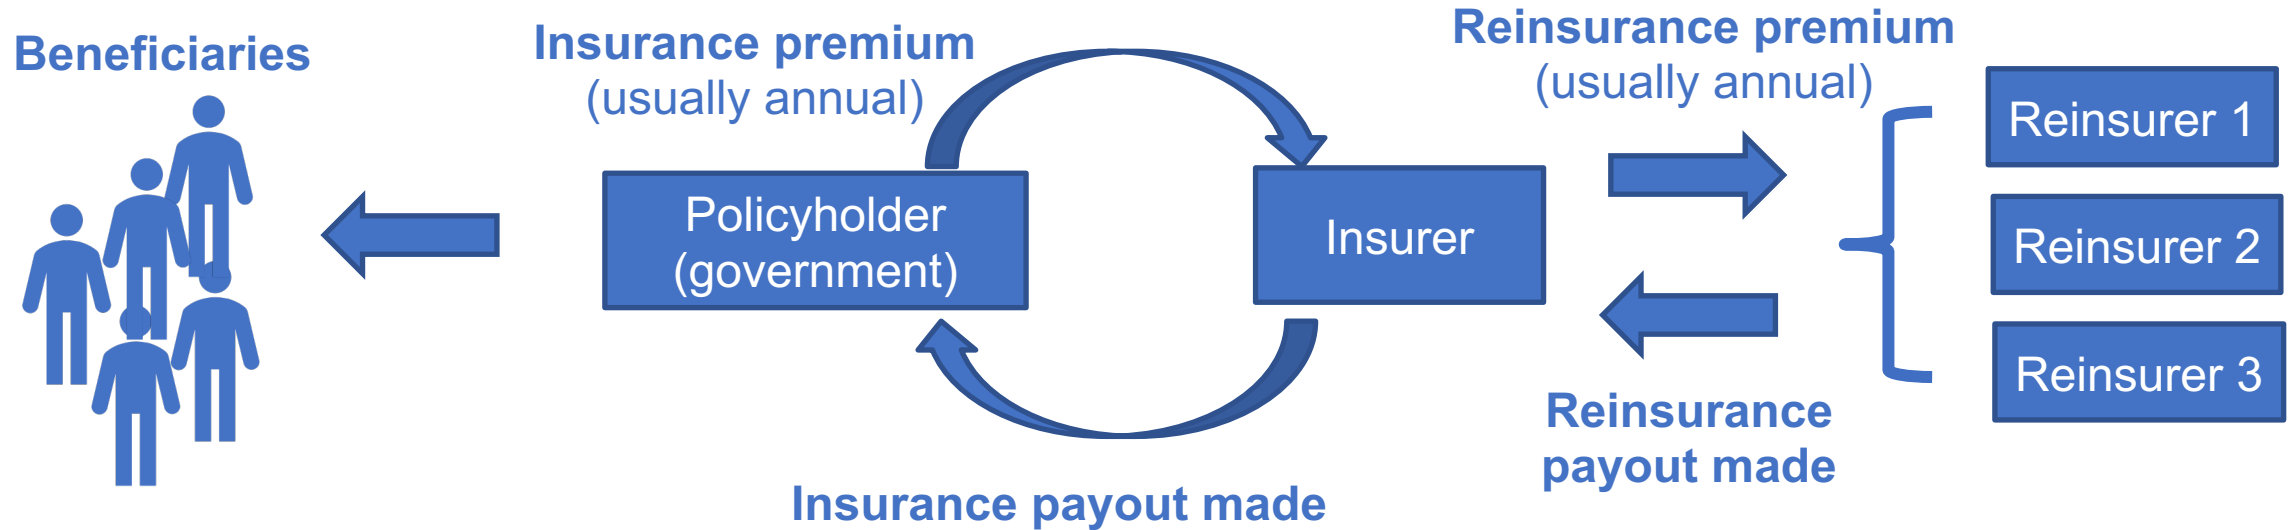 Beneficiaries
Insurance premium
(usually annual)
Reinsurance premium
(usually annual)
Policyholder
(government)
Insurer
Reinsurer 1
Reinsurer 2
Reinsurer 3
Insurance payout made
Reinsurance
payout made